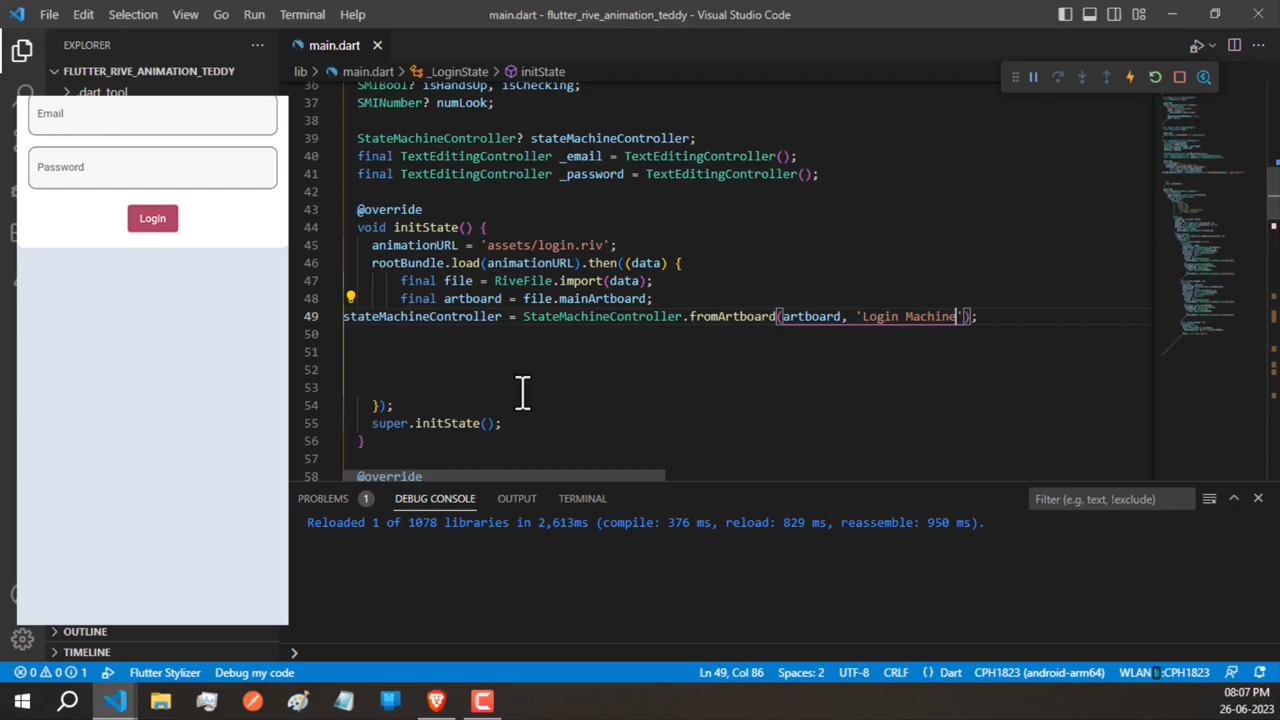 File Edit Selection View Go Run Terminal Help
main.dart - flutter_rive_animation_teddy - Visual Studio Code
EXPLORER
main.dart
FLUTTER_RIVE_ANIMATION_TEDDY
lib > main.dart > _LoginState > initState
.dart_tool
36 SMIBool? isHandsUp, isChecking;
37 SMINumber? numLook;
38
39 StateMachineController? stateMachineController;
40 final TextEditingController _email = TextEditingController();
41 final TextEditingController _password = TextEditingController();
42
43 @override
44 void initState() {
45 animationURL = 'assets/login.riv';
46 rootBundle.load(animationURL).then((data) {
47 final file = RiveFile.import(data);
48 final artboard = file.mainArtboard;
49 stateMachineController = StateMachineController.fromArtboard(artboard, 'Login Machine');
50
51
52
53
54 });
55 super.initState();
56 }
57
58 @override
Email
Password
Login
PROBLEMS 1 DEBUG CONSOLE OUTPUT TERMINAL
Filter (e.g. text, !exclude)
Reloaded 1 of 1078 libraries in 2,613ms (compile: 376 ms, reload: 829 ms, reassemble: 950 ms).
OUTLINE
TIMELINE
0 0 1 Flutter Stylizer Debug my code
Ln 49, Col 86 Spaces: 2 UTF-8 CRLF {} Dart CPH1823 (android-arm64) WLAN :CPH1823
08:07 PM
26-06-2023